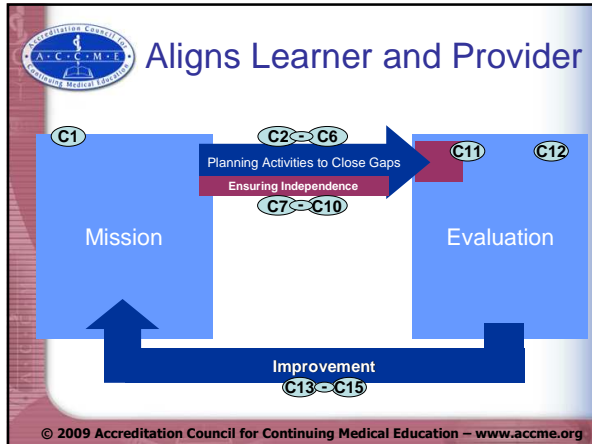 Accreditation Council for
A • C • C • M • E
Continuing Medical Education
Aligns Learner and Provider
C1
C2 - C6
Planning Activities to Close Gaps
Ensuring Independence
C7 - C10
C11
C12
Mission
Evaluation
Improvement
C13 - C15
© 2009 Accreditation Council for Continuing Medical Education – www.accme.org